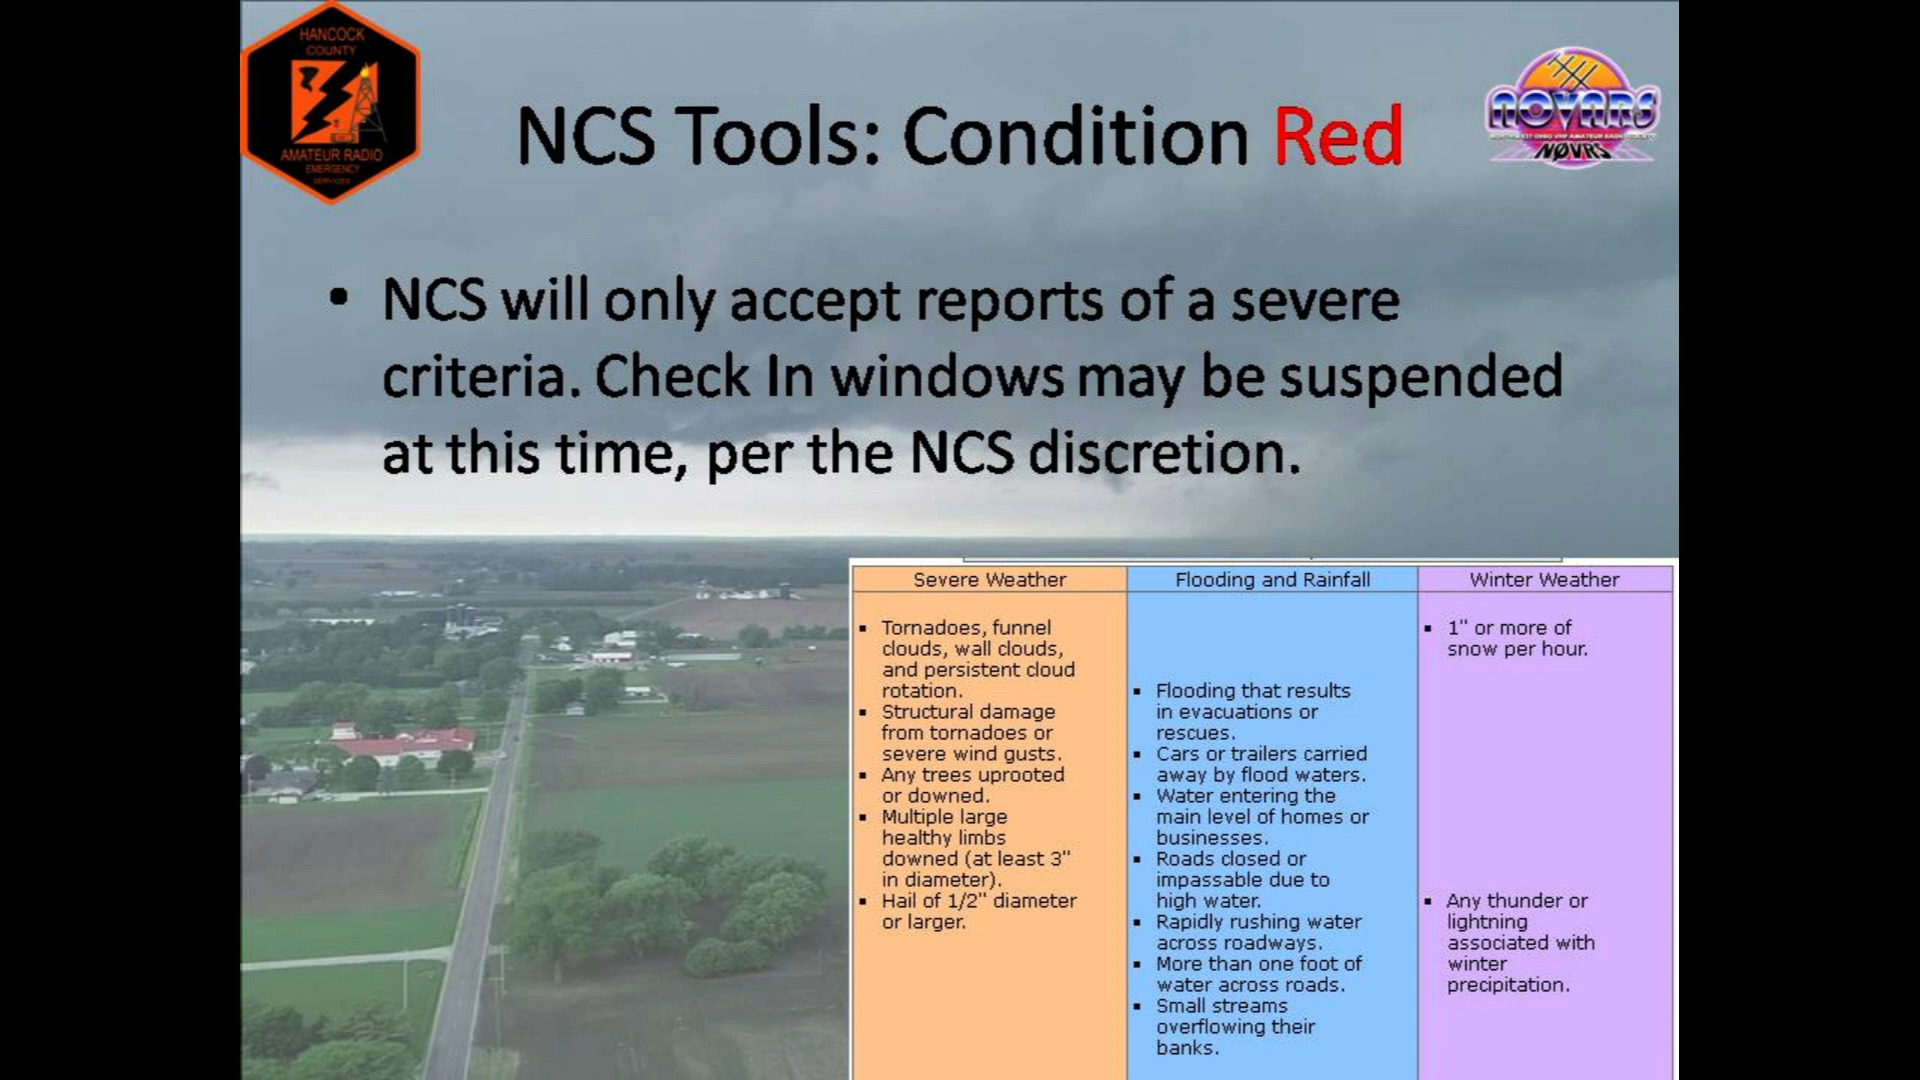 HANCOCK
COUNTY
AMATEUR RADIO
EMERGENCY
SERVICES
NCS Tools: Condition Red
NOVARS
NØVRS
• NCS will only accept reports of a severe
criteria. Check In windows may be suspended
at this time, per the NCS discretion.
Severe Weather
▪ Tornadoes, funnel
clouds, wall clouds,
and persistent cloud
rotation.
▪ Structural damage
from tornadoes or
severe wind gusts.
▪ Any trees uprooted
or downed.
▪ Multiple large
healthy limbs
downed (at least 3"
in diameter).
▪ Hail of 1/2" diameter
or larger.
Flooding and Rainfall
▪ Flooding that results
in evacuations or
rescues.
▪ Cars or trailers carried
away by flood waters.
▪ Water entering the
main level of homes or
businesses.
▪ Roads closed or
impassable due to
high water.
▪ Rapidly rushing water
across roadways.
▪ More than one foot of
water across roads.
▪ Small streams
overflowing their
banks.
Winter Weather
▪ 1" or more of
snow per hour.
▪ Any thunder or
lightning
associated with
winter
precipitation.